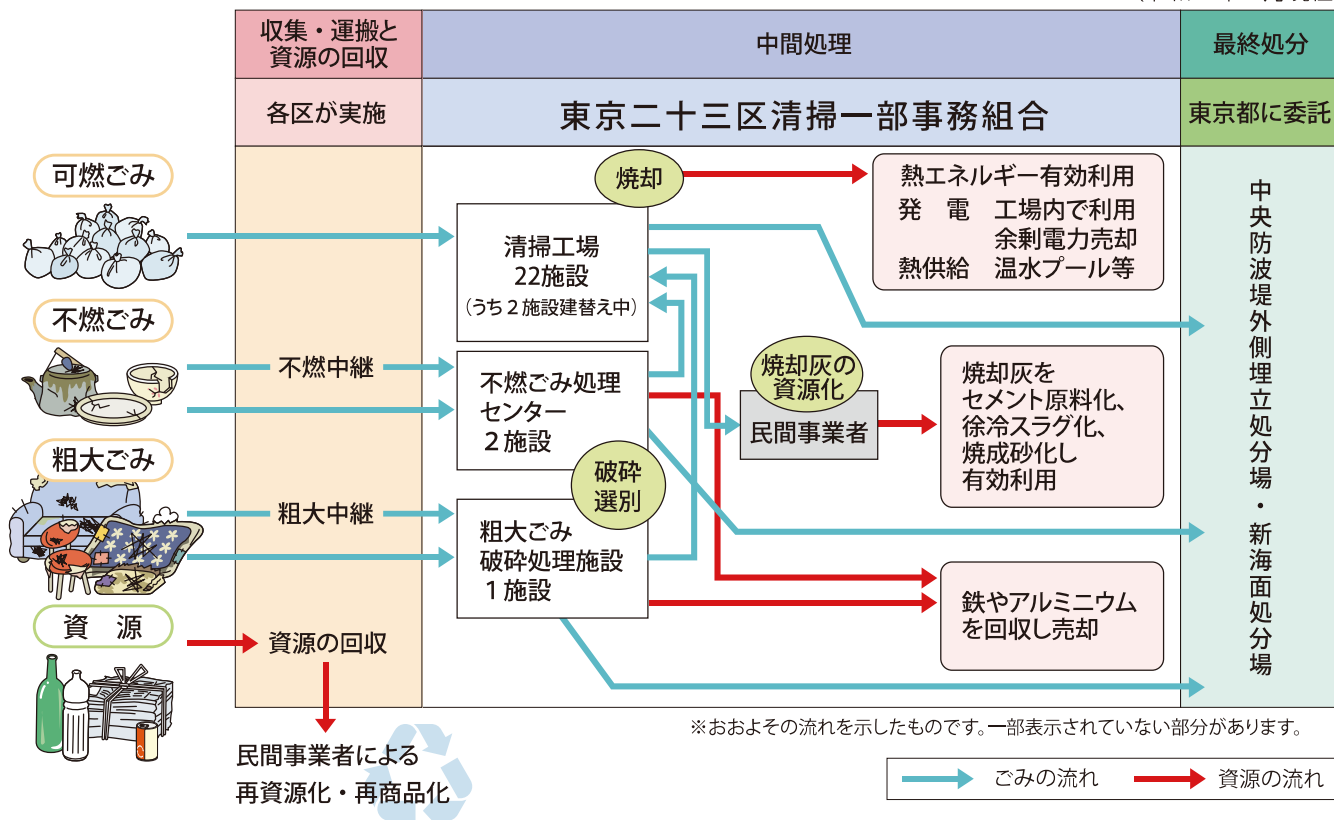 収集・運搬と
資源の回収
中間処理
最終処分
各区が実施
東京二十三区清掃一部事務組合
東京都に委託
可燃ごみ
不燃ごみ
粗大ごみ
資　源
不燃中継
粗大中継
資源の回収
民間事業者による
再資源化・再商品化
焼却
清掃工場
22施設
（うち２施設建替え中）
不燃ごみ処理
センター
２施設
破砕
選別
粗大ごみ
破砕処理施設
１施設
熱エネルギー有効利用
発　電　工場内で利用
余剰電力売却
熱供給　温水プール等
焼却灰の
資源化
民間事業者
焼却灰を
セメント原料化、
徐冷スラグ化、
焼成砂化し
有効利用
鉄やアルミニウム
を回収し売却
中央防波堤外側埋立処分場・新海面処分場
※おおよその流れを示したものです。一部表示されていない部分があります。
ごみの流れ
資源の流れ